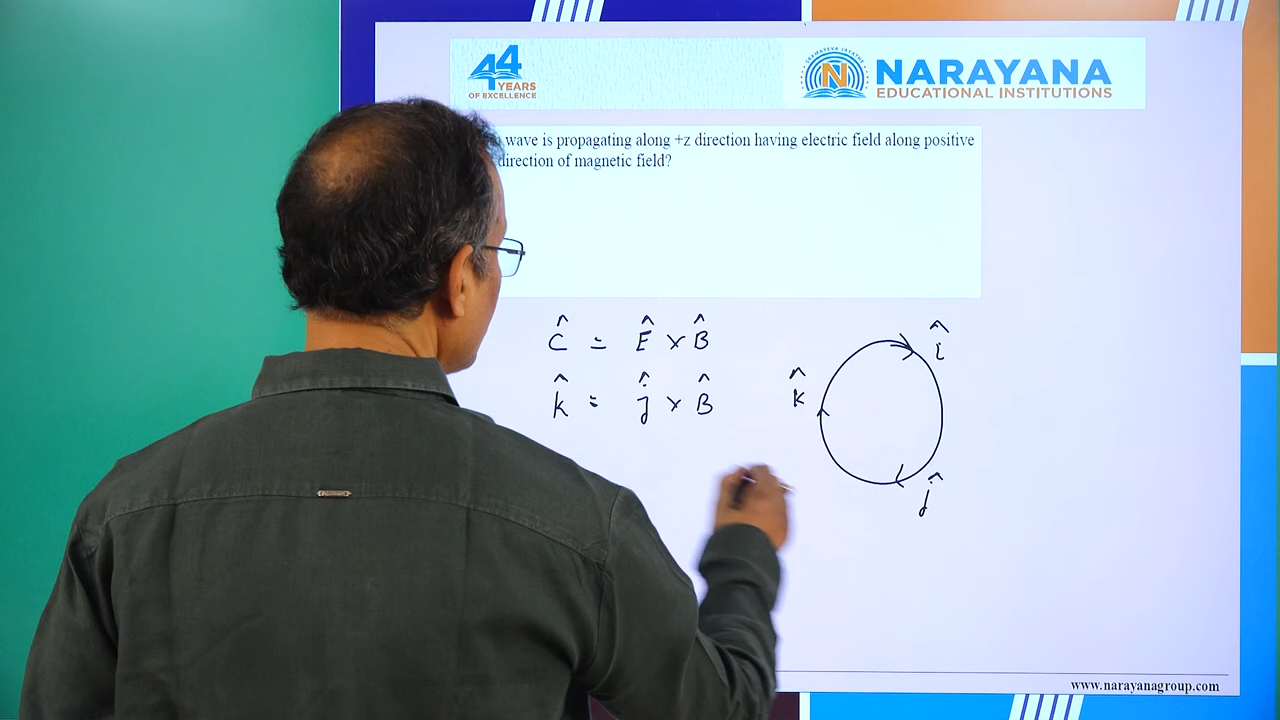 44
YEARS
OF EXCELLENCE
N
NARAYANA
EDUCATIONAL INSTITUTIONS
wave is propagating along +z direction having electric field along positive
direction of magnetic field?
Ĉ = Ê × B̂
k̂ = ĵ × B̂
î
k̂
ĵ
www.narayanagroup.com